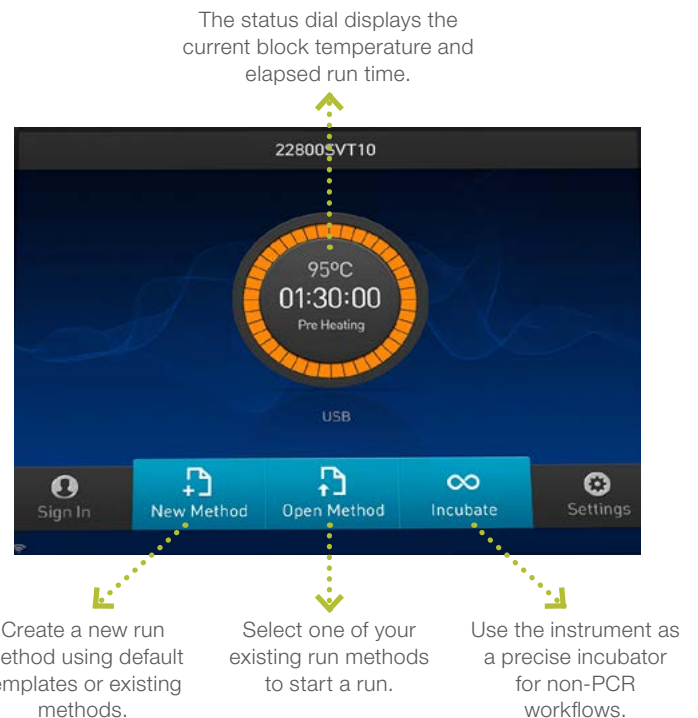 The status dial displays the
current block temperature and
elapsed run time.
22800SVT10
95ºC
01:30:00
Pre Heating
USB
Sign In
New Method
Open Method
Incubate
Settings
Create a new run
method using default
templates or existing
methods.
Select one of your
existing run methods
to start a run.
Use the instrument as
a precise incubator
for non-PCR
workflows.